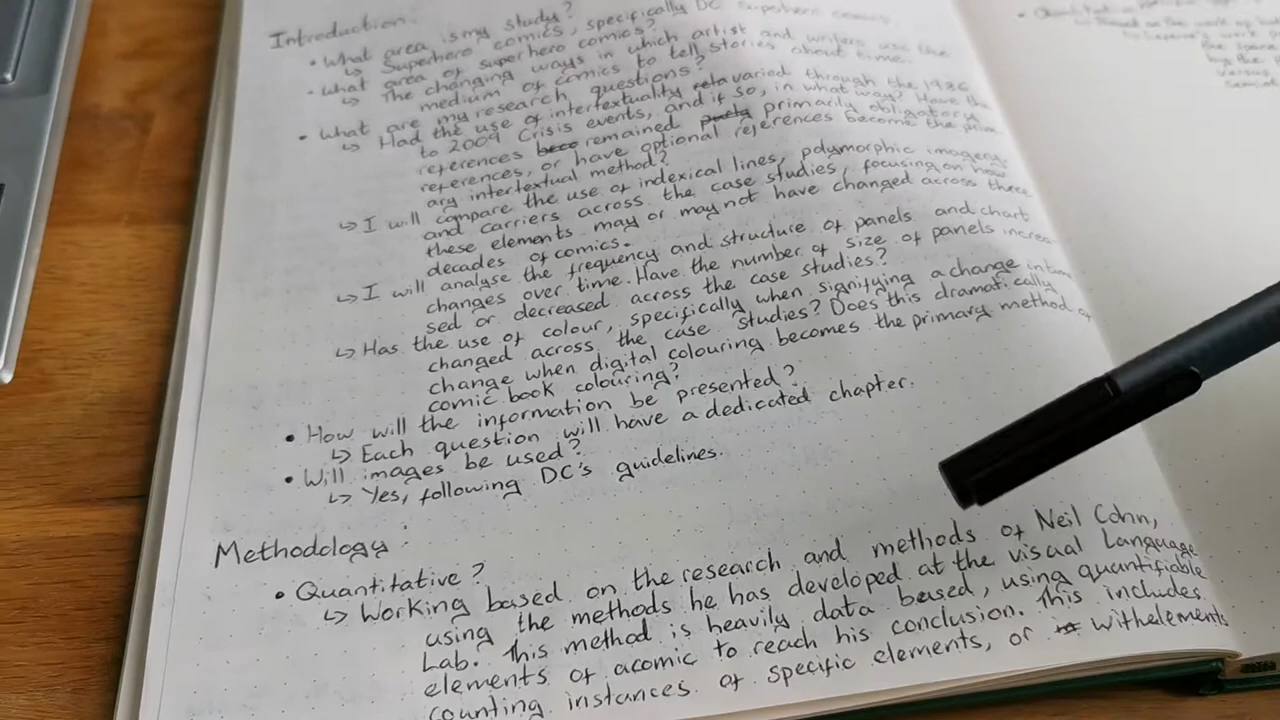 Introduction:
• What area is my study?
↳ Superhero comics, specifically DC superhero comics.
• What area of superhero comics?
↳ The changing ways in which artist and writers use the
medium of comics to tell stories about time.
• What are my research questions?
↳ Had the use of intertextuality varied through the 1986
to 2009 Crisis events, and if so, in what way? Have the
references remained primarily obligatory
references, or have optional references become the prim-
ary intertextual method?
↳ I will compare the use of indexical lines, polymorphic imagery,
and carriers across the case studies, focusing on how
these elements may or may not have changed across three
decades of comics.
↳ I will analyse the frequency and structure of panels and chart
changes over time. Have the number of size of panels increa-
sed or decreased across the case studies?
↳ Has the use of colour, specifically when signifying a change in time
changed across the case studies? Does this dramatically
change when digital colouring becomes the primary method of
comic book colouring?
• How will the information be presented?
↳ Each question will have a dedicated chapter.
• Will images be used?
↳ Yes, following DC's guidelines.
Methodology:
• Quantitative?
↳ Working based on the research and methods of Neil Cohn,
using the methods he has developed at the Visual Language
Lab. This method is heavily data based, using quantifiable
elements of acomic to reach his conclusion. This includes
counting instances of specific elements, or withelements